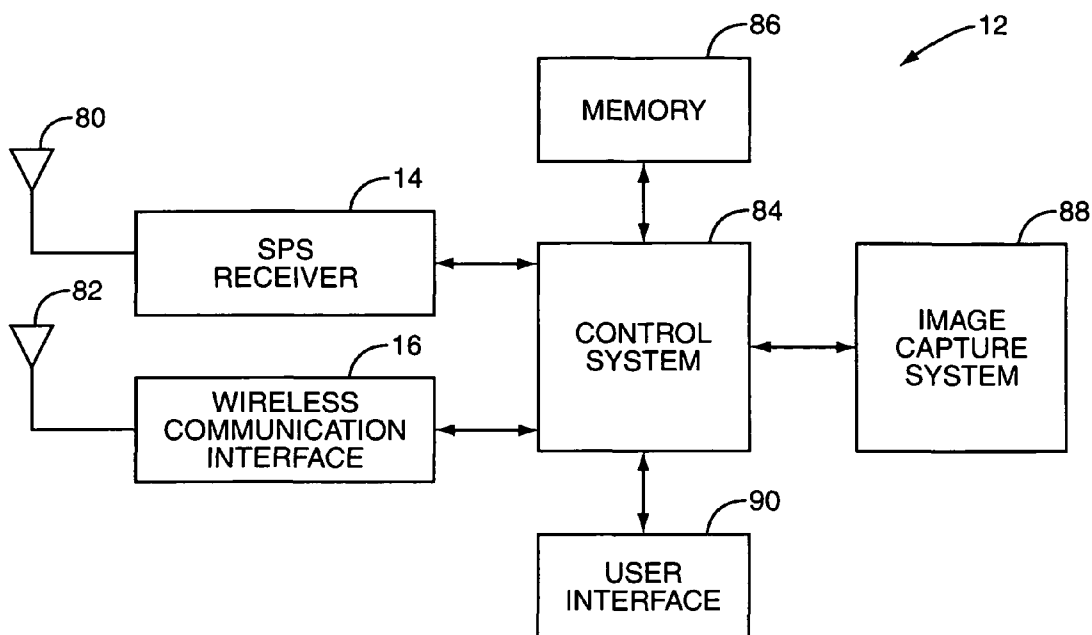 86
12
MEMORY
80
14
84
88
SPS
RECEIVER
82
16
CONTROL
SYSTEM
IMAGE
CAPTURE
SYSTEM
WIRELESS
COMMUNICATION
INTERFACE
90
USER
INTERFACE